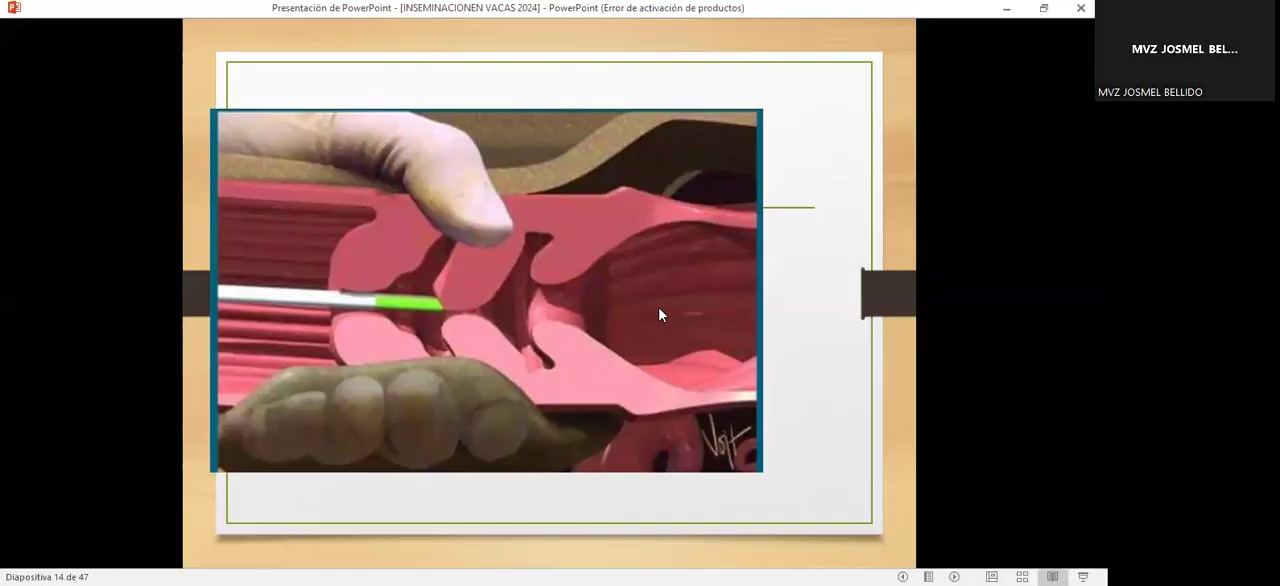 Presentación de PowerPoint - [INSEMINACIONEN VACAS 2024] - PowerPoint (Error de activación de productos)
MVZ JOSMEL BEL...
MVZ JOSMEL BELLIDO
Diapositiva 14 de 47